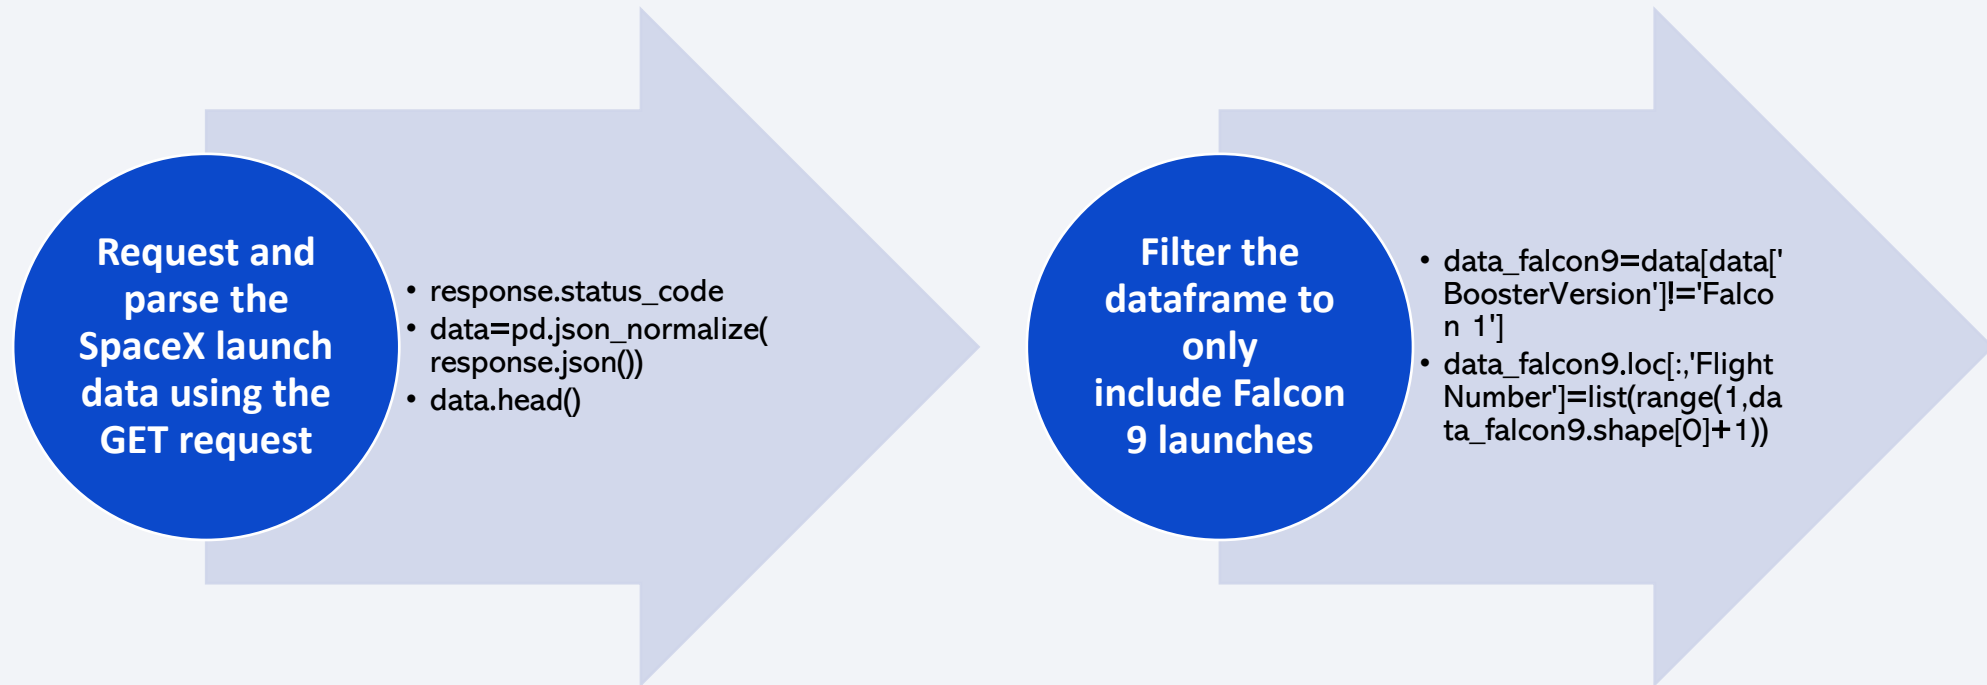 Request and
parse the
SpaceX launch
data using the
GET request
• response.status_code
• data=pd.json_normalize(
response.json())
• data.head()
Filter the
dataframe to
only
include Falcon
9 launches
• data_falcon9=data[data['
BoosterVersion']!='Falco
n 1']
• data_falcon9.loc[:,'Flight
Number']=list(range(1,da
ta_falcon9.shape[0]+1))